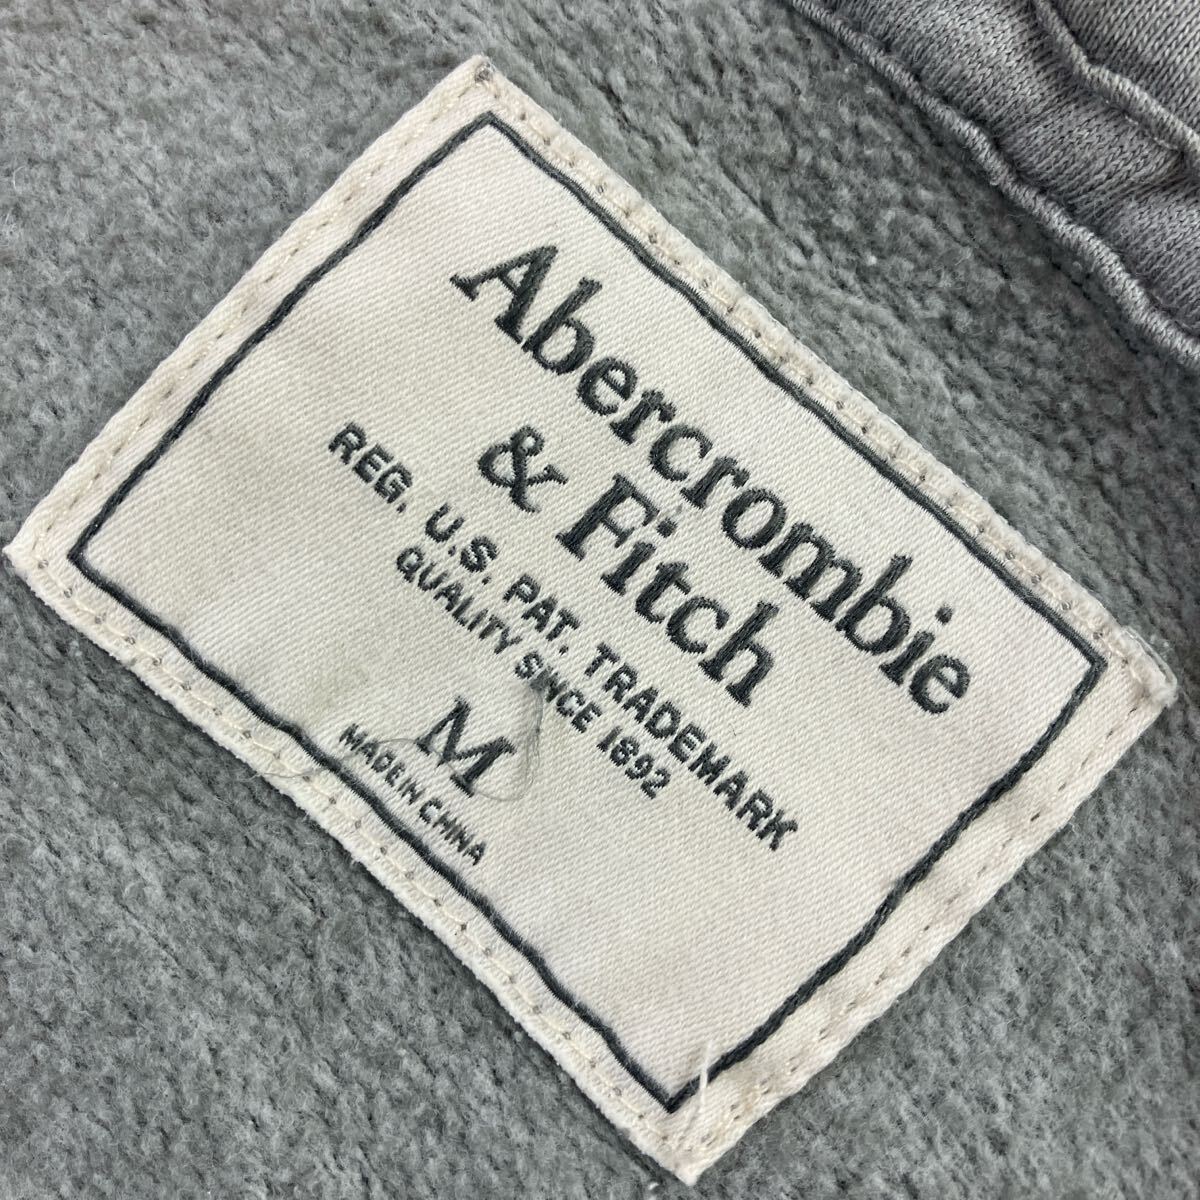 Abercrombie
& Fitch
REG. U.S. PAT. TRADEMARK
QUALITY SINCE 1892
M
MADE IN CHINA